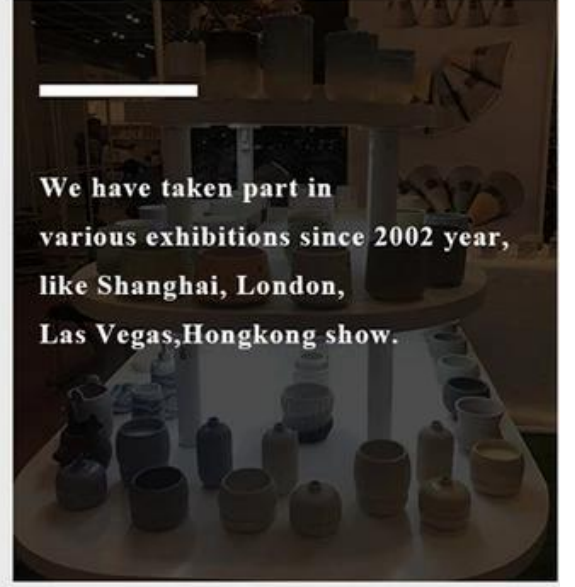 We have taken part in
various exhibitions since 2002 year,
like Shanghai, London,
Las Vegas,Hongkong show.